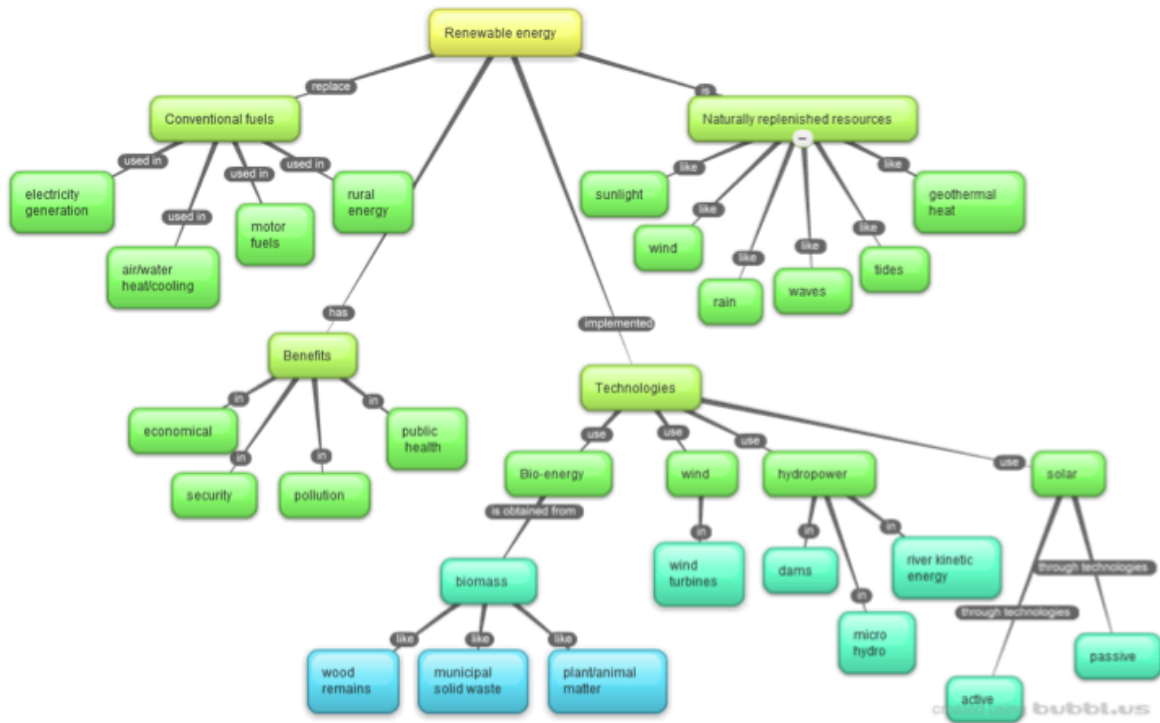 Renewable energy
replace
is
Conventional fuels
Naturally replenished resources
used in
used in
used in
used in
like
like
like
like
like
like
electricity
generation
air/water
heat/cooling
motor
fuels
rural
energy
sunlight
wind
rain
waves
tides
geothermal
heat
has
implemented
Benefits
Technologies
in
in
in
in
economical
security
pollution
public
health
use
use
use
use
Bio-energy
wind
hydropower
solar
is obtained from
in
in
in
in
through technologies
through technologies
biomass
wind
turbines
dams
micro
hydro
river kinetic
energy
active
passive
like
like
like
wood
remains
municipal
solid waste
plant/animal
matter
created using bubbl.us